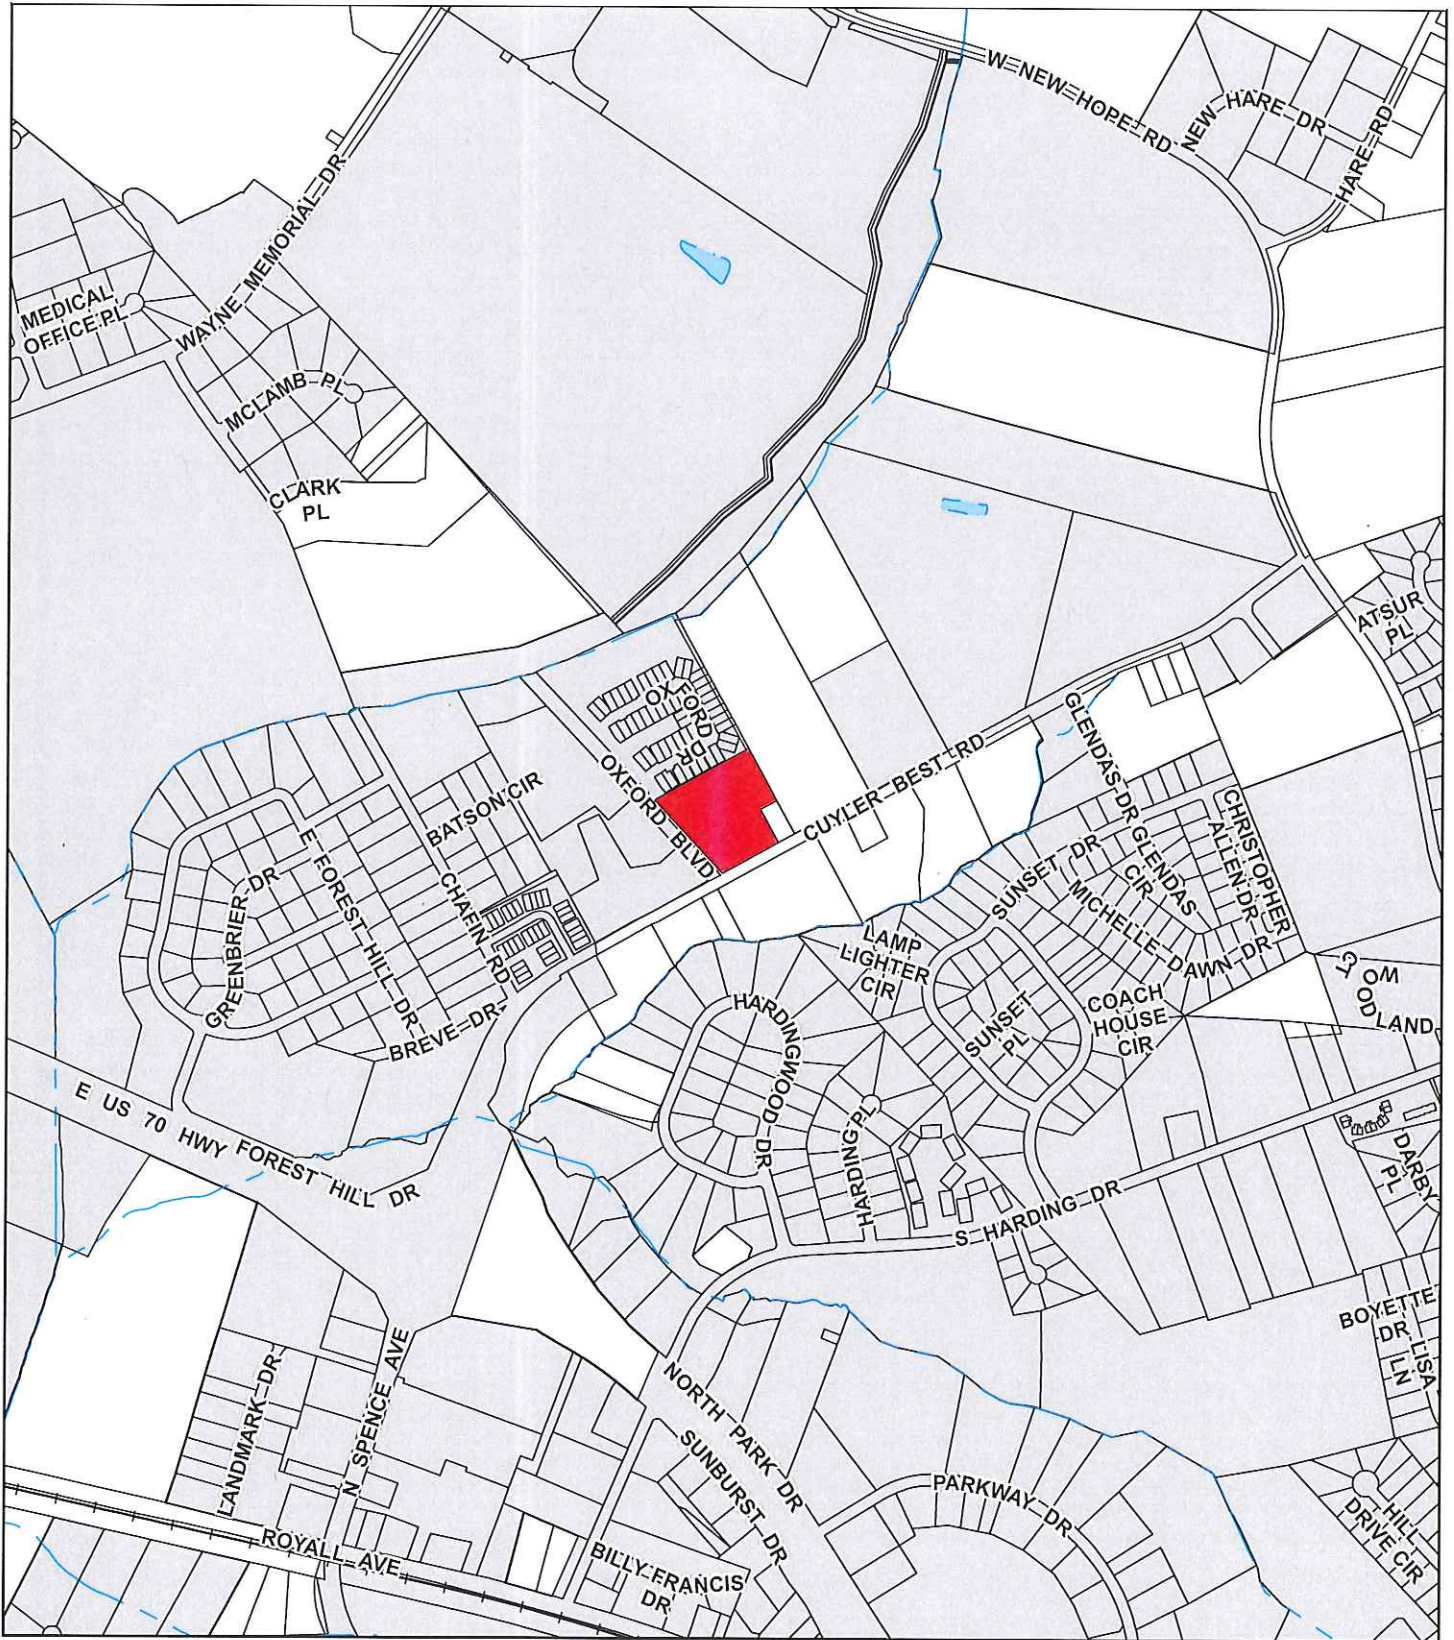 W NEW HOPE RD
NEW HARE DR
HARE RD
WAYNE MEMORIAL DR
MEDICAL
OFFICE PL
MCLAMB PL
CLARK
PL
ATSUR
PL
OXFORD DR
OXFORD BLVD
CUYLER BEST RD
GLENDAS DR
GLENDAS
CIR
CHRISTOPHER
ALLEN DR
BATSON CIR
E FOREST HILL DR
GREENBRIER DR
CHAFIN RD
BREVE DR
SUNSET DR
MICHELLE DAWN DR
LAMP
LIGHTER
CIR
SUNSET
PL
COACH
HOUSE
CIR
WOODLAND
CT
HARDINGWOOD DR
HARDING PL
S HARDING DR
E US 70 HWY
FOREST HILL DR
DARBY
PL
BOYETTE
DR
LISA
LN
LANDMARK DR
N SPENCE AVE
NORTH PARK DR
SUNBURST DR
PARKWAY DR
HILL
DRIVE CIR
ROYALL AVE
BILLY FRANCIS
DR